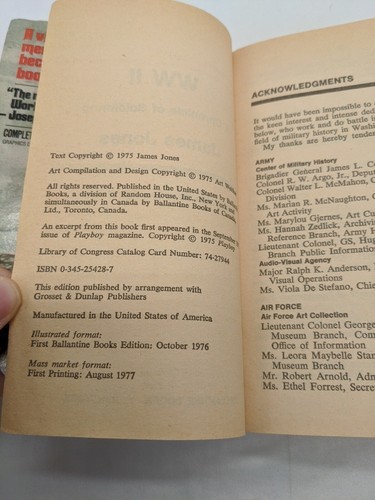 "The
Worl
Jose
COMPLET
Text Copyright © 1975 James Jones
Art Compilation and Design Copyright © 1975 Art
All rights reserved. Published in the United States by
Books, a division of Random House, Inc., New York, and
simultaneously in Canada by Ballantine Books of
Ltd., Toronto, Canada.
An excerpt from this book first appeared in the
issue of Playboy magazine. Copyright © 1975
Library of Congress Catalog Card Number: 74-27944
ISBN 0-345-25428-7
This edition published by arrangement with
Grosset & Dunlap Publishers
Manufactured in the United States of America
Illustrated format:
First Ballantine Books Edition: October 1976
Mass market format:
First Printing: August 1977
ACKNOWLEDGMENTS
It would have been impossible
the keen interest and intense ded
below, who work and do battle i
field of military history in Washin
My thanks are hereby tender
ARMY
Center of Military History
Brigadier General James L. C
Colonel R. W. Argo, Jr., Deput
Colonel Walter L. McMahon, C
Division
Ms. Marian R. McNaughton, C
Art Activity
Ms. Marylou Gjernes, Art C
Ms. Hannah Zedlick, Archivi
Reference Branch, Army H
Lieutenant Colonel, GS, Hug
Branch Public Information
Audio-Visual Agency
Major Ralph K. Anderson,
Visual Operations
Ms. Viola De Stefano, Chief
AIR FORCE
Air Force Art Collection
Lieutenant Colonel George
Museum Branch, Com
Office of Information
Ms. Leora Maybelle Stan
Museum Branch
Mr. Robert Arnold, Adm
Ms. Ethel Forrest, Secre